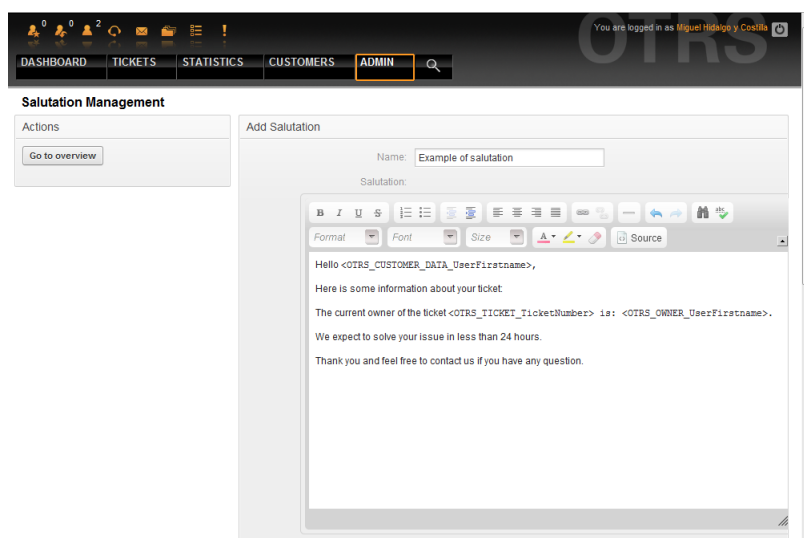 0 0 2
OTRS
You are logged in as Miguel Hidalgo y Costilla
DASHBOARD TICKETS STATISTICS CUSTOMERS ADMIN
Salutation Management
Actions
Go to overview
Add Salutation
Name: Example of salutation
Salutation:
B I U S
Format Font Size A Source
Hello <OTRS_CUSTOMER_DATA_UserFirstname>,
Here is some information about your ticket:
The current owner of the ticket <OTRS_TICKET_TicketNumber> is: <OTRS_OWNER_UserFirstname>.
We expect to solve your issue in less than 24 hours.
Thank you and feel free to contact us if you have any question.